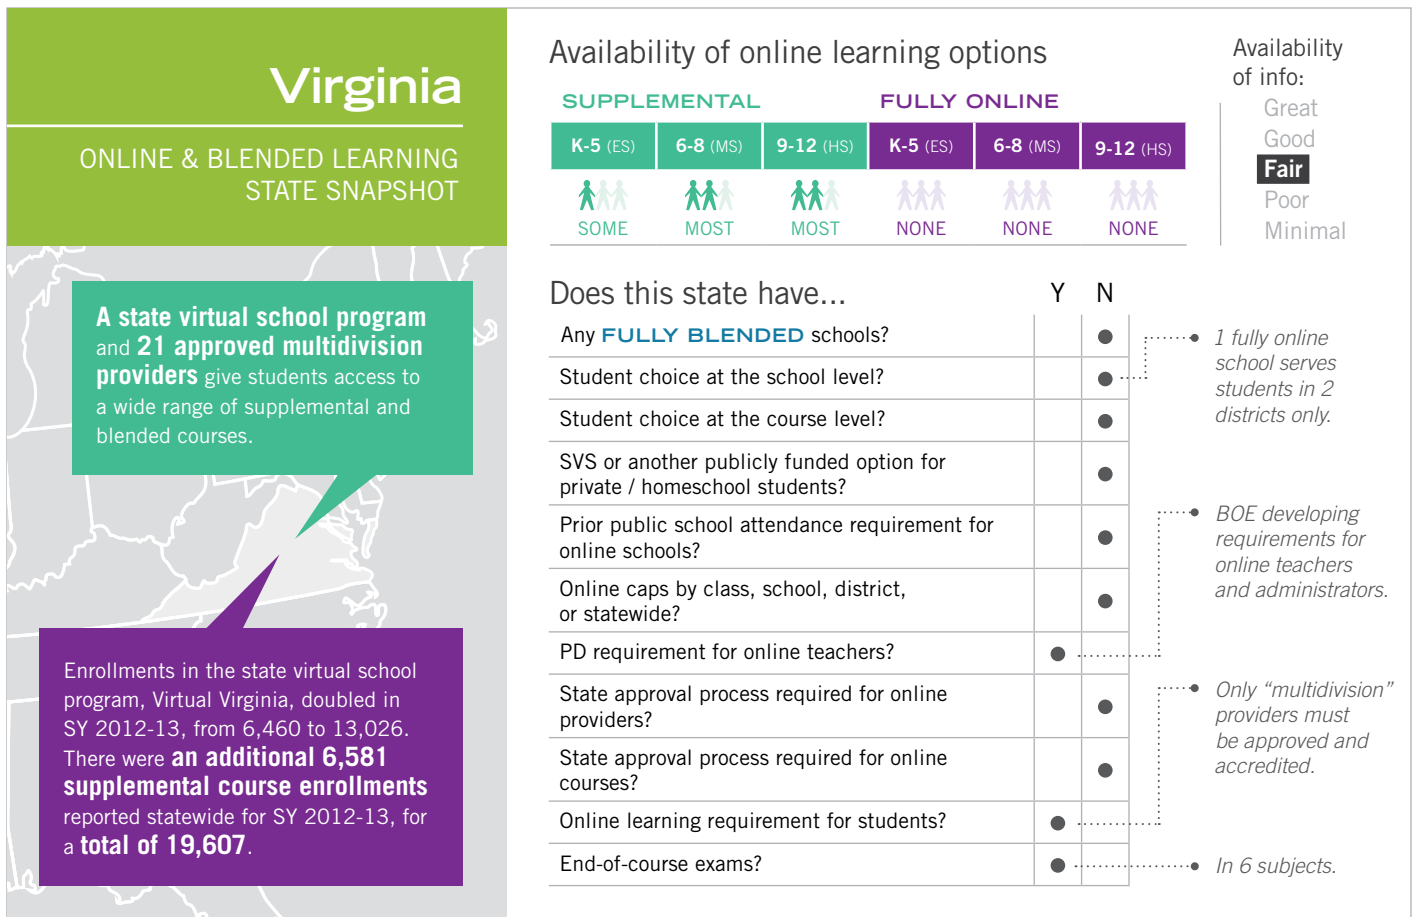 Virginia
ONLINE & BLENDED LEARNING
STATE SNAPSHOT
A state virtual school program
and 21 approved multidivision
providers give students access to
a wide range of supplemental and
blended courses.
Enrollments in the state virtual school
program, Virtual Virginia, doubled in
SY 2012-13, from 6,460 to 13,026.
There were an additional 6,581
supplemental course enrollments
reported statewide for SY 2012-13, for
a total of 19,607.
Availability of online learning options
SUPPLEMENTAL FULLY ONLINE
K-5 (ES) 6-8 (MS) 9-12 (HS) K-5 (ES) 6-8 (MS) 9-12 (HS)
SOME MOST MOST NONE NONE NONE
Availability
of info:
Great
Good
Fair
Poor
Minimal
Does this state have... Y N
Any FULLY BLENDED schools?
Student choice at the school level?
Student choice at the course level?
SVS or another publicly funded option for
private / homeschool students?
Prior public school attendance requirement for
online schools?
Online caps by class, school, district,
or statewide?
PD requirement for online teachers?
State approval process required for online
providers?
State approval process required for online
courses?
Online learning requirement for students?
End-of-course exams?
1 fully online
school serves
students in 2
districts only.
BOE developing
requirements for
online teachers
and administrators.
Only “multidivision”
providers must
be approved and
accredited.
In 6 subjects.